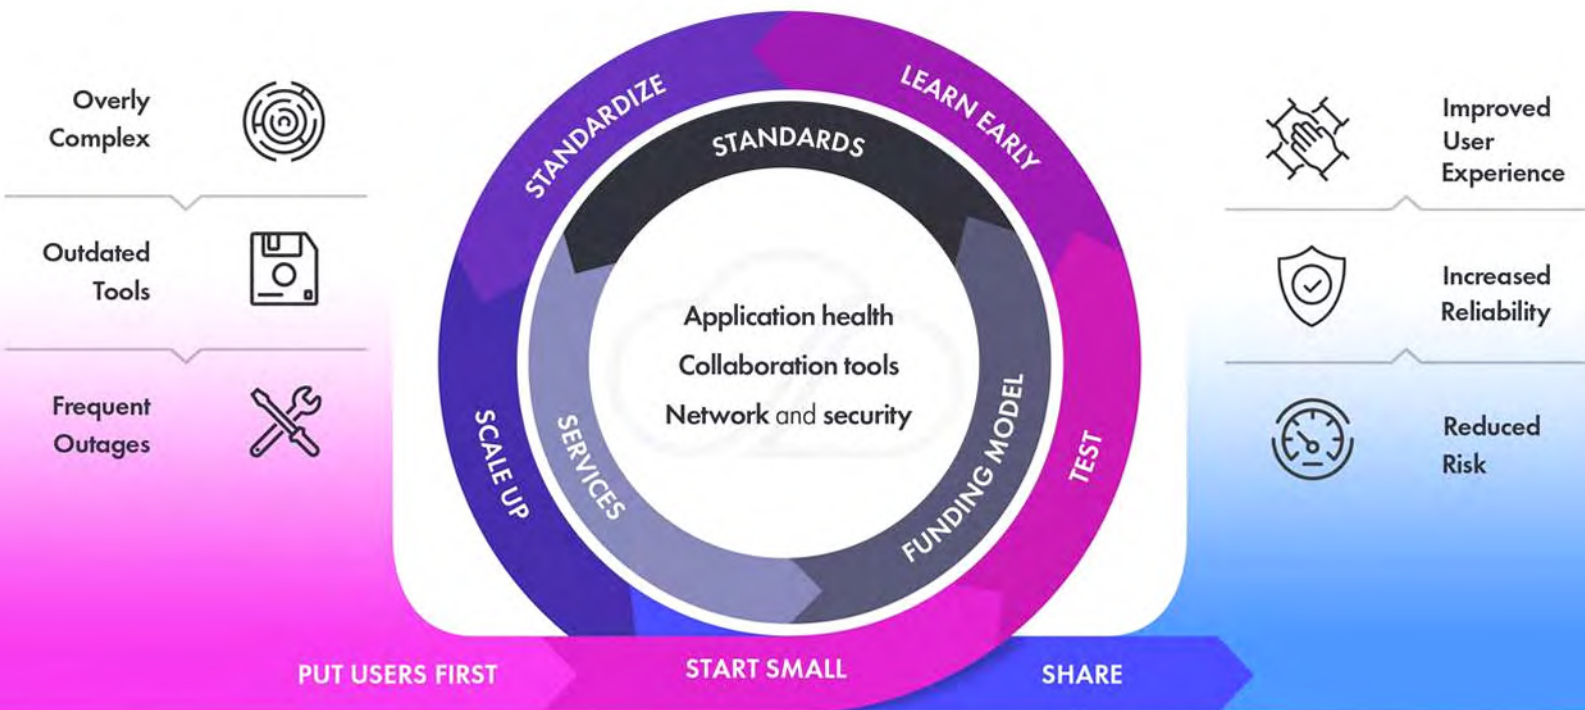 Overly
Complex
Outdated
Tools
Frequent
Outages
STANDARDIZE
LEARN EARLY
STANDARDS
Application health
Collaboration tools
Network and security
SERVICES
FUNDING MODEL
SCALE UP
TEST
PUT USERS FIRST
START SMALL
SHARE
Improved
User
Experience
Increased
Reliability
Reduced
Risk